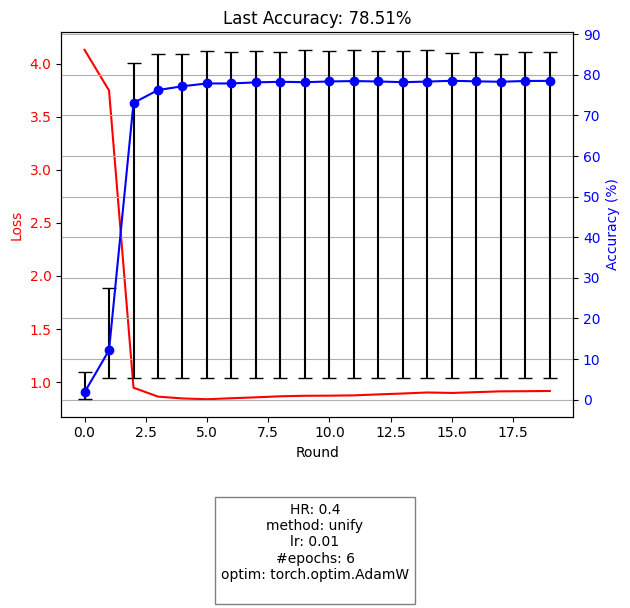 Last Accuracy: 78.51%
4.0
3.5
3.0
2.5
2.0
1.5
1.0
Loss
90
80
70
60
50
40
30
20
10
0
Accuracy (%)
0.0 2.5 5.0 7.5 10.0 12.5 15.0 17.5
Round
HR: 0.4
method: unify
lr: 0.01
#epochs: 6
optim: torch.optim.AdamW